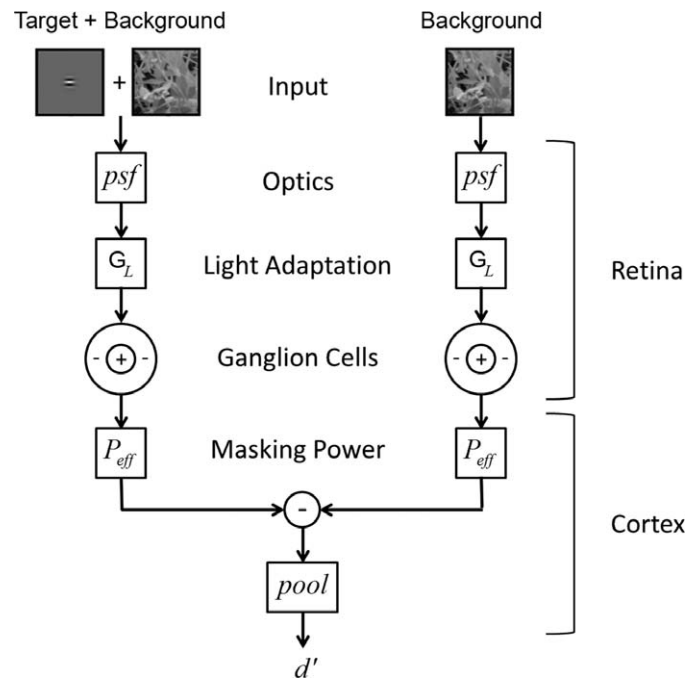 Target + Background
Background
+
Input
psf
Optics
psf
G_L
Light Adaptation
G_L
Retina
- + -
Ganglion Cells
- + -
P_eff
Masking Power
P_eff
-
Cortex
pool
d'